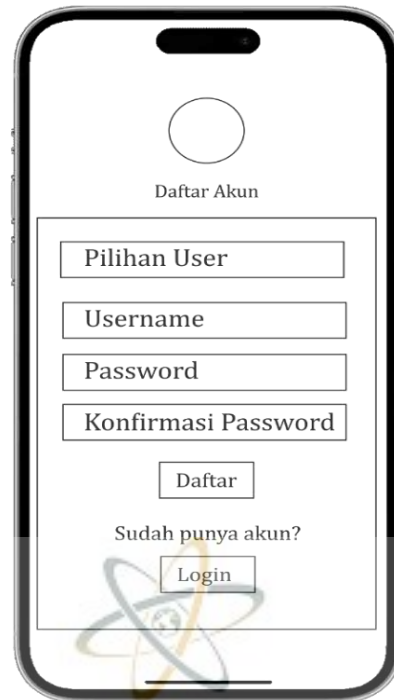 Daftar Akun
Pilihan User
Username
Password
Konfirmasi Password
Daftar
Sudah punya akun?
Login